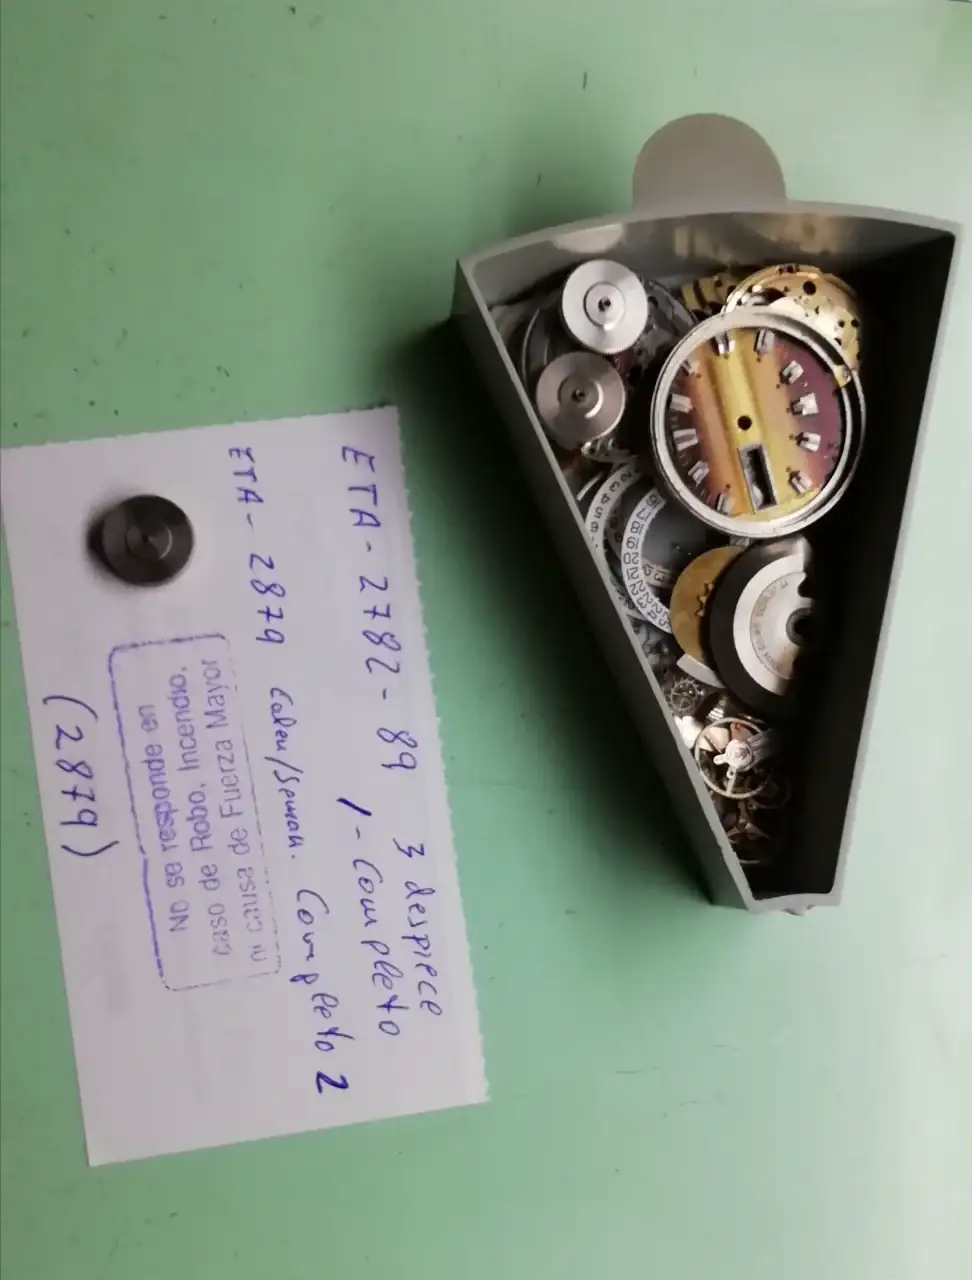 3 despiece
ETA-2782-89 1-Completo
ETA-2879 Calen/Seman. Completo 2
No se responde en
caso de Robo, Incendio,
ni causa de Fuerza Mayor
(2879)